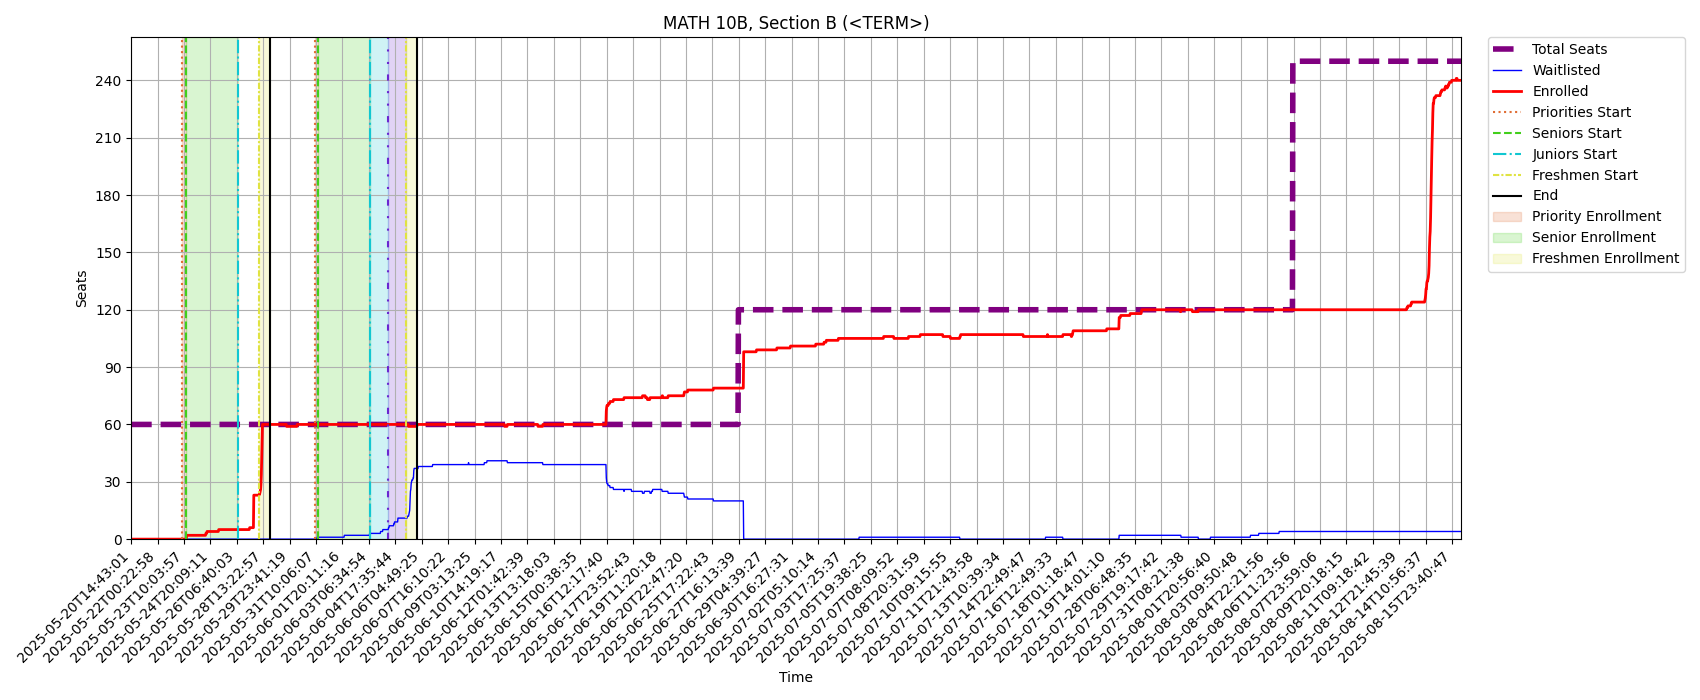 MATH 10B, Section B (<TERM>)
Seats
240
210
180
150
120
90
60
30
0
2025-05-20T14:43:01
2025-05-22T00:22:58
2025-05-23T10:03:57
2025-05-24T20:09:11
2025-05-26T06:40:03
2025-05-28T13:22:57
2025-05-29T23:41:19
2025-05-31T10:06:07
2025-06-01T20:11:16
2025-06-03T06:34:54
2025-06-04T17:35:44
2025-06-06T04:49:25
2025-06-07T16:10:22
2025-06-09T03:13:25
2025-06-10T14:19:17
2025-06-12T01:42:39
2025-06-13T13:18:03
2025-06-15T00:38:35
2025-06-16T12:17:40
2025-06-17T23:52:43
2025-06-19T11:20:18
2025-06-20T22:47:20
2025-06-25T17:22:43
2025-06-27T16:13:39
2025-06-29T04:39:27
2025-06-30T16:27:31
2025-07-02T05:10:14
2025-07-03T17:25:37
2025-07-05T19:38:25
2025-07-07T08:09:52
2025-07-08T20:31:59
2025-07-10T09:15:55
2025-07-11T21:43:58
2025-07-13T10:39:34
2025-07-14T22:49:47
2025-07-16T12:49:33
2025-07-18T01:18:47
2025-07-19T14:01:10
2025-07-28T06:48:35
2025-07-29T19:17:42
2025-07-31T08:21:38
2025-08-01T20:56:40
2025-08-03T09:50:48
2025-08-04T22:21:56
2025-08-06T11:23:56
2025-08-07T23:59:06
2025-08-09T20:18:15
2025-08-11T09:18:42
2025-08-12T21:45:39
2025-08-14T10:56:37
2025-08-15T23:40:47
Time
Total Seats
Waitlisted
Enrolled
Priorities Start
Seniors Start
Juniors Start
Freshmen Start
End
Priority Enrollment
Senior Enrollment
Freshmen Enrollment